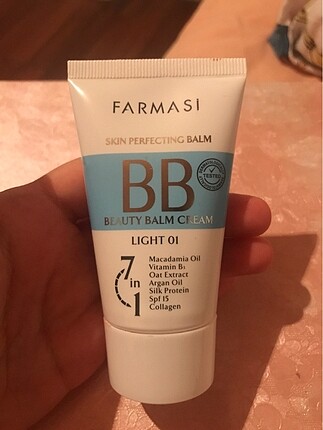 FARMASİ
SKIN PERFECTING BALM
BB
TESTED
BEAUTY BALM CREAM
LIGHT 01
7 in 1
Macadamia Oil
Vitamin B₅
Oat Extract
Argan Oil
Silk Protein
Spf 15
Collagen